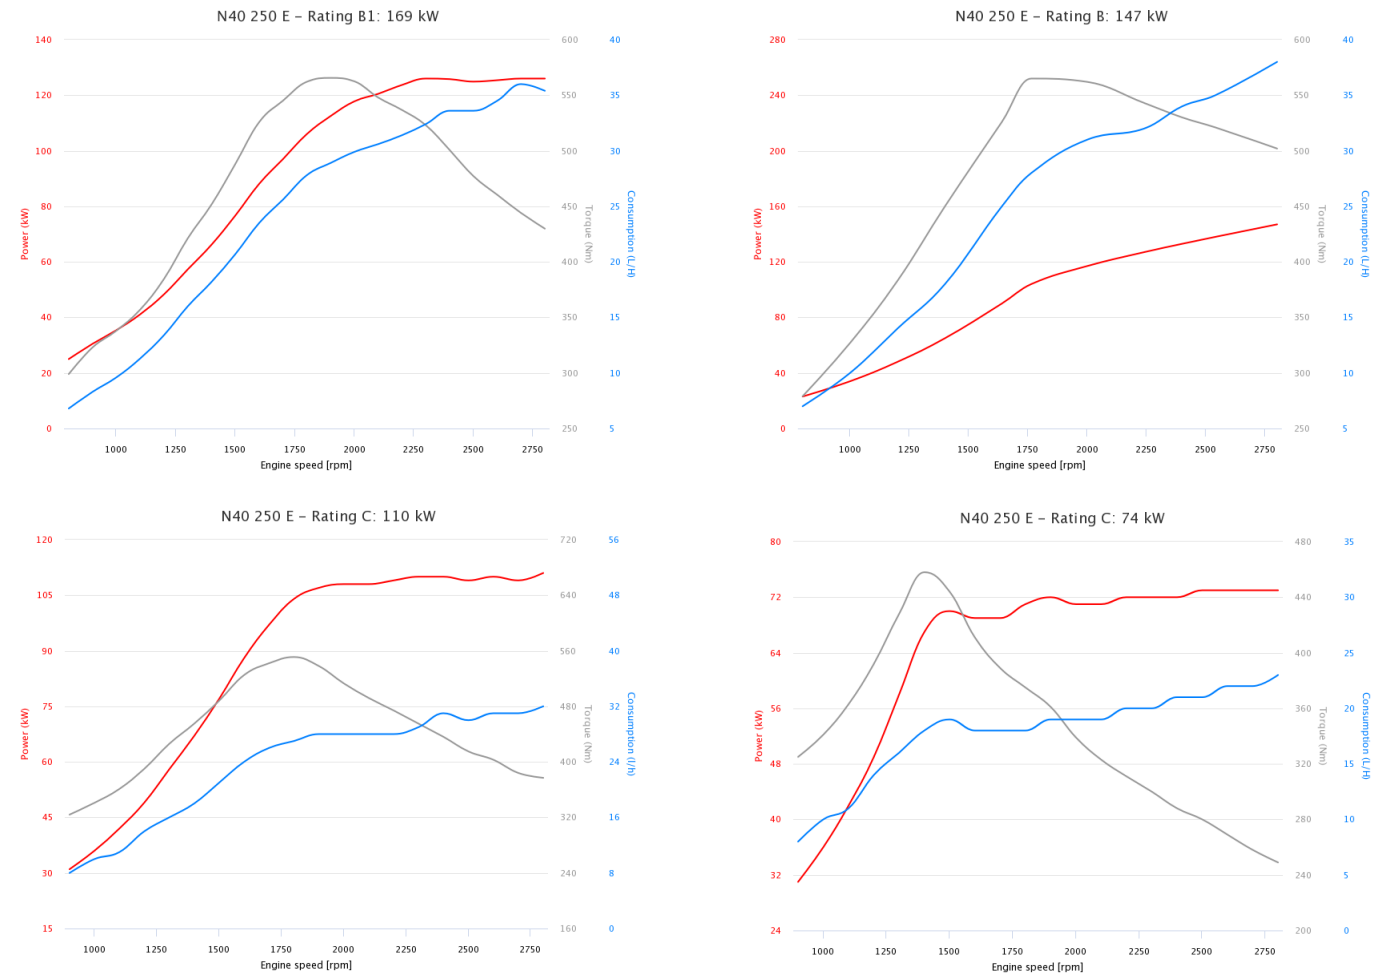 N40 250 E – Rating B1: 169 kW
140 600 40
120 550 35
100 500 30
80 450 25
60 400 20
40 350 15
20 300 10
0 250 5
Power (kW)
Torque (Nm)
Consumption (L/H)
1000 1250 1500 1750 2000 2250 2500 2750
Engine speed [rpm]
N40 250 E – Rating B: 147 kW
280 600 40
240 550 35
200 500 30
160 450 25
120 400 20
80 350 15
40 300 10
0 250 5
Power (kW)
Torque (Nm)
Consumption (L/H)
1000 1250 1500 1750 2000 2250 2500 2750
Engine speed [rpm]
N40 250 E – Rating C: 110 kW
120 720 56
105 640 48
90 560 40
75 480 32
60 400 24
45 320 16
30 240 8
15 160 0
Power (kW)
Torque (Nm)
Consumption (l/h)
1000 1250 1500 1750 2000 2250 2500 2750
Engine speed [rpm]
N40 250 E – Rating C: 74 kW
80 480 35
72 440 30
64 400 25
56 360 20
48 320 15
40 280 10
32 240 5
24 200 0
Power (kW)
Torque (Nm)
Consumption (L/H)
1000 1250 1500 1750 2000 2250 2500 2750
Engine speed [rpm]